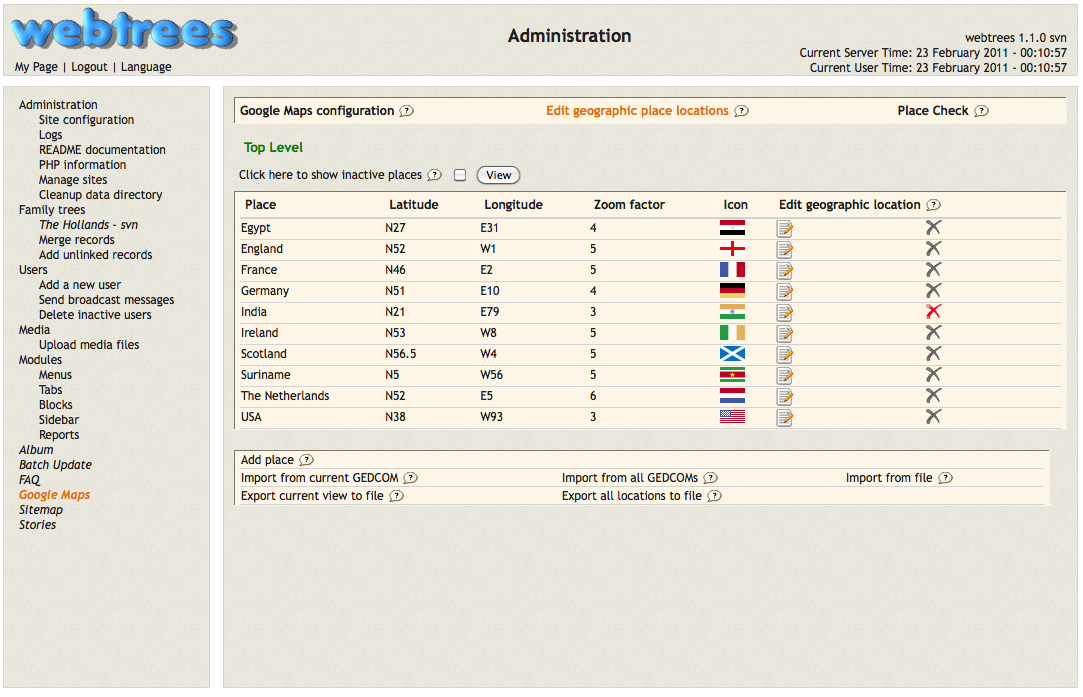 webtrees
My Page | Logout | Language
Administration
webtrees 1.1.0 svn
Current Server Time: 23 February 2011 - 00:10:57
Current User Time: 23 February 2011 - 00:10:57
Administration
Site configuration
Logs
README documentation
PHP information
Manage sites
Cleanup data directory
Family trees
The Hollands - svn
Merge records
Add unlinked records
Users
Add a new user
Send broadcast messages
Delete inactive users
Media
Upload media files
Modules
Menus
Tabs
Blocks
Sidebar
Reports
Album
Batch Update
FAQ
Google Maps
Sitemap
Stories
Google Maps configuration ? Edit geographic place locations ? Place Check ?
Top Level
Click here to show inactive places ? View
Place Latitude Longitude Zoom factor Icon Edit geographic location ?
Egypt N27 E31 4
England N52 W1 5
France N46 E2 5
Germany N51 E10 4
India N21 E79 3
Ireland N53 W8 5
Scotland N56.5 W4 5
Suriname N5 W56 5
The Netherlands N52 E5 6
USA N38 W93 3
Add place ?
Import from current GEDCOM ? Import from all GEDCOMs ? Import from file ?
Export current view to file ? Export all locations to file ?